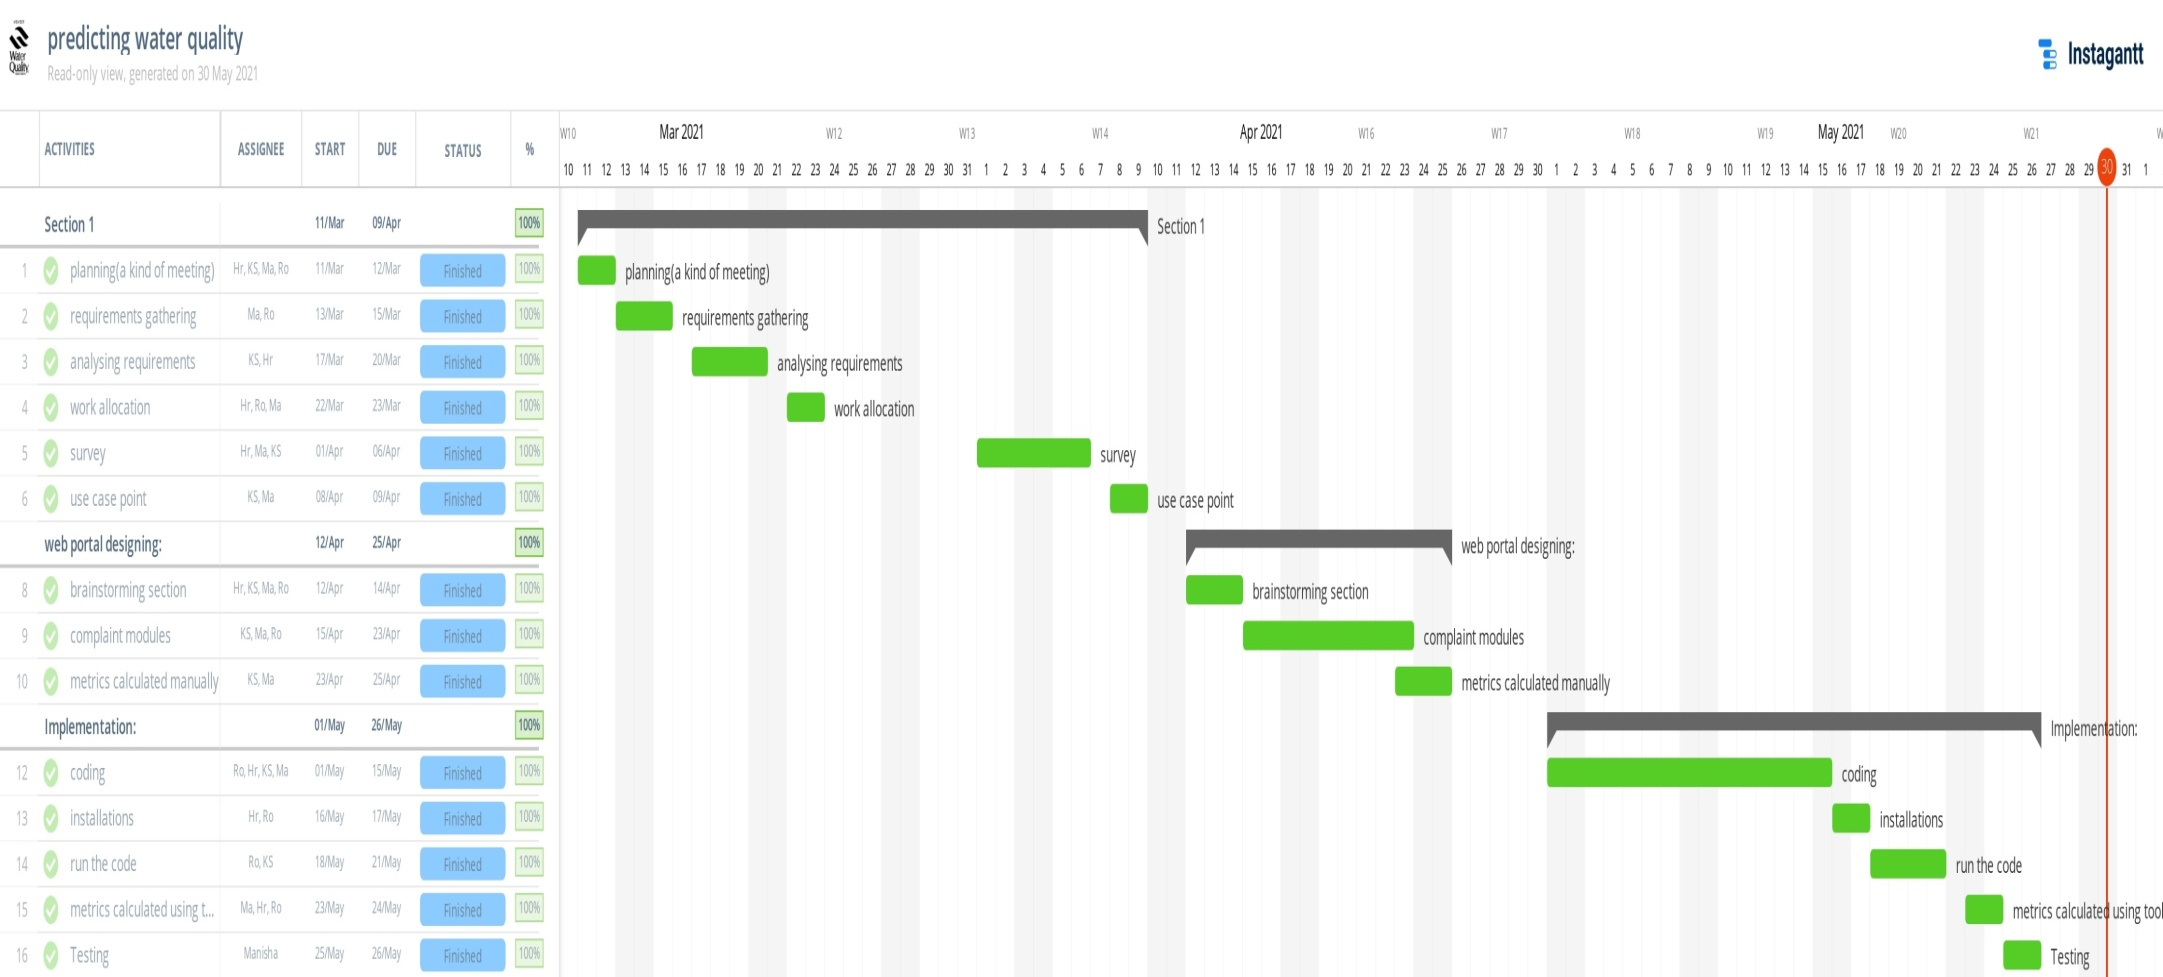 Water
Quality
predicting water quality
Read-only view, generated on 30 May 2021
Instagantt
ACTIVITIES ASSIGNEE START DUE STATUS %
W10 Mar 2021 W12 W13 W14 Apr 2021 W16 W17 W18 W19 May 2021 W20 W21 W
10 11 12 13 14 15 16 17 18 19 20 21 22 23 24 25 26 27 28 29 30 31 1 2 3 4 5 6 7 8 9 10 11 12 13 14 15 16 17 18 19 20 21 22 23 24 25 26 27 28 29 30 1 2 3 4 5 6 7 8 9 10 11 12 13 14 15 16 17 18 19 20 21 22 23 24 25 26 27 28 29 30 31 1
Section 1 11/Mar 09/Apr 100% Section 1
1 planning(a kind of meeting) Hr, KS, Ma, Ro 11/Mar 12/Mar Finished 100% planning(a kind of meeting)
2 requirements gathering Ma, Ro 13/Mar 15/Mar Finished 100% requirements gathering
3 analysing requirements KS, Hr 17/Mar 20/Mar Finished 100% analysing requirements
4 work allocation Hr, Ro, Ma 22/Mar 23/Mar Finished 100% work allocation
5 survey Hr, Ma, KS 01/Apr 06/Apr Finished 100% survey
6 use case point KS, Ma 08/Apr 09/Apr Finished 100% use case point
web portal designing: 12/Apr 25/Apr 100% web portal designing:
8 brainstorming section Hr, KS, Ma, Ro 12/Apr 14/Apr Finished 100% brainstorming section
9 complaint modules KS, Ma, Ro 15/Apr 23/Apr Finished 100% complaint modules
10 metrics calculated manually KS, Ma 23/Apr 25/Apr Finished 100% metrics calculated manually
Implementation: 01/May 26/May 100% Implementation:
12 coding Ro, Hr, KS, Ma 01/May 15/May Finished 100% coding
13 installations Hr, Ro 16/May 17/May Finished 100% installations
14 run the code Ro, KS 18/May 21/May Finished 100% run the code
15 metrics calculated using t... Ma, Hr, Ro 23/May 24/May Finished 100% metrics calculated using tool
16 Testing Manisha 25/May 26/May Finished 100% Testing